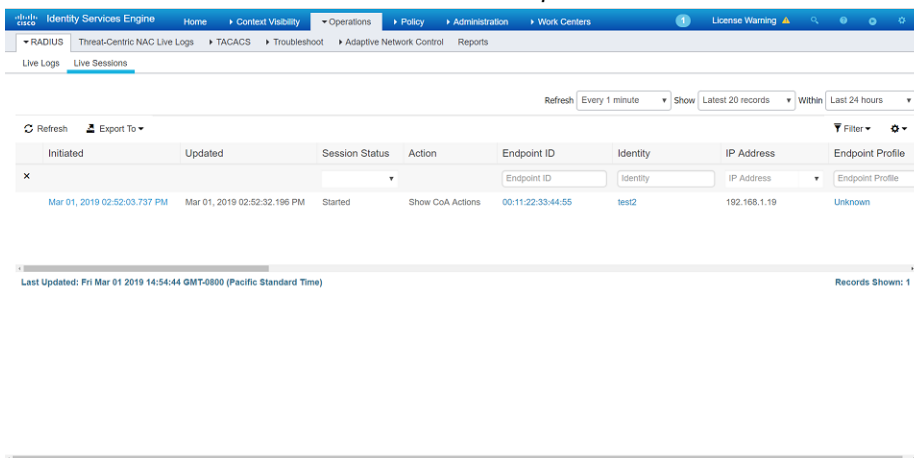 cisco Identity Services Engine Home Context Visibility Operations Policy Administration Work Centers 1 License Warning
RADIUS Threat-Centric NAC Live Logs TACACS Troubleshoot Adaptive Network Control Reports
Live Logs Live Sessions
Refresh Every 1 minute Show Latest 20 records Within Last 24 hours
Refresh Export To Filter
Initiated Updated Session Status Action Endpoint ID Identity IP Address Endpoint Profile
Endpoint ID Identity IP Address Endpoint Profile
Mar 01, 2019 02:52:03.737 PM Mar 01, 2019 02:52:32.196 PM Started Show CoA Actions 00:11:22:33:44:55 test2 192.168.1.19 Unknown
Last Updated: Fri Mar 01 2019 14:54:44 GMT-0800 (Pacific Standard Time) Records Shown: 1